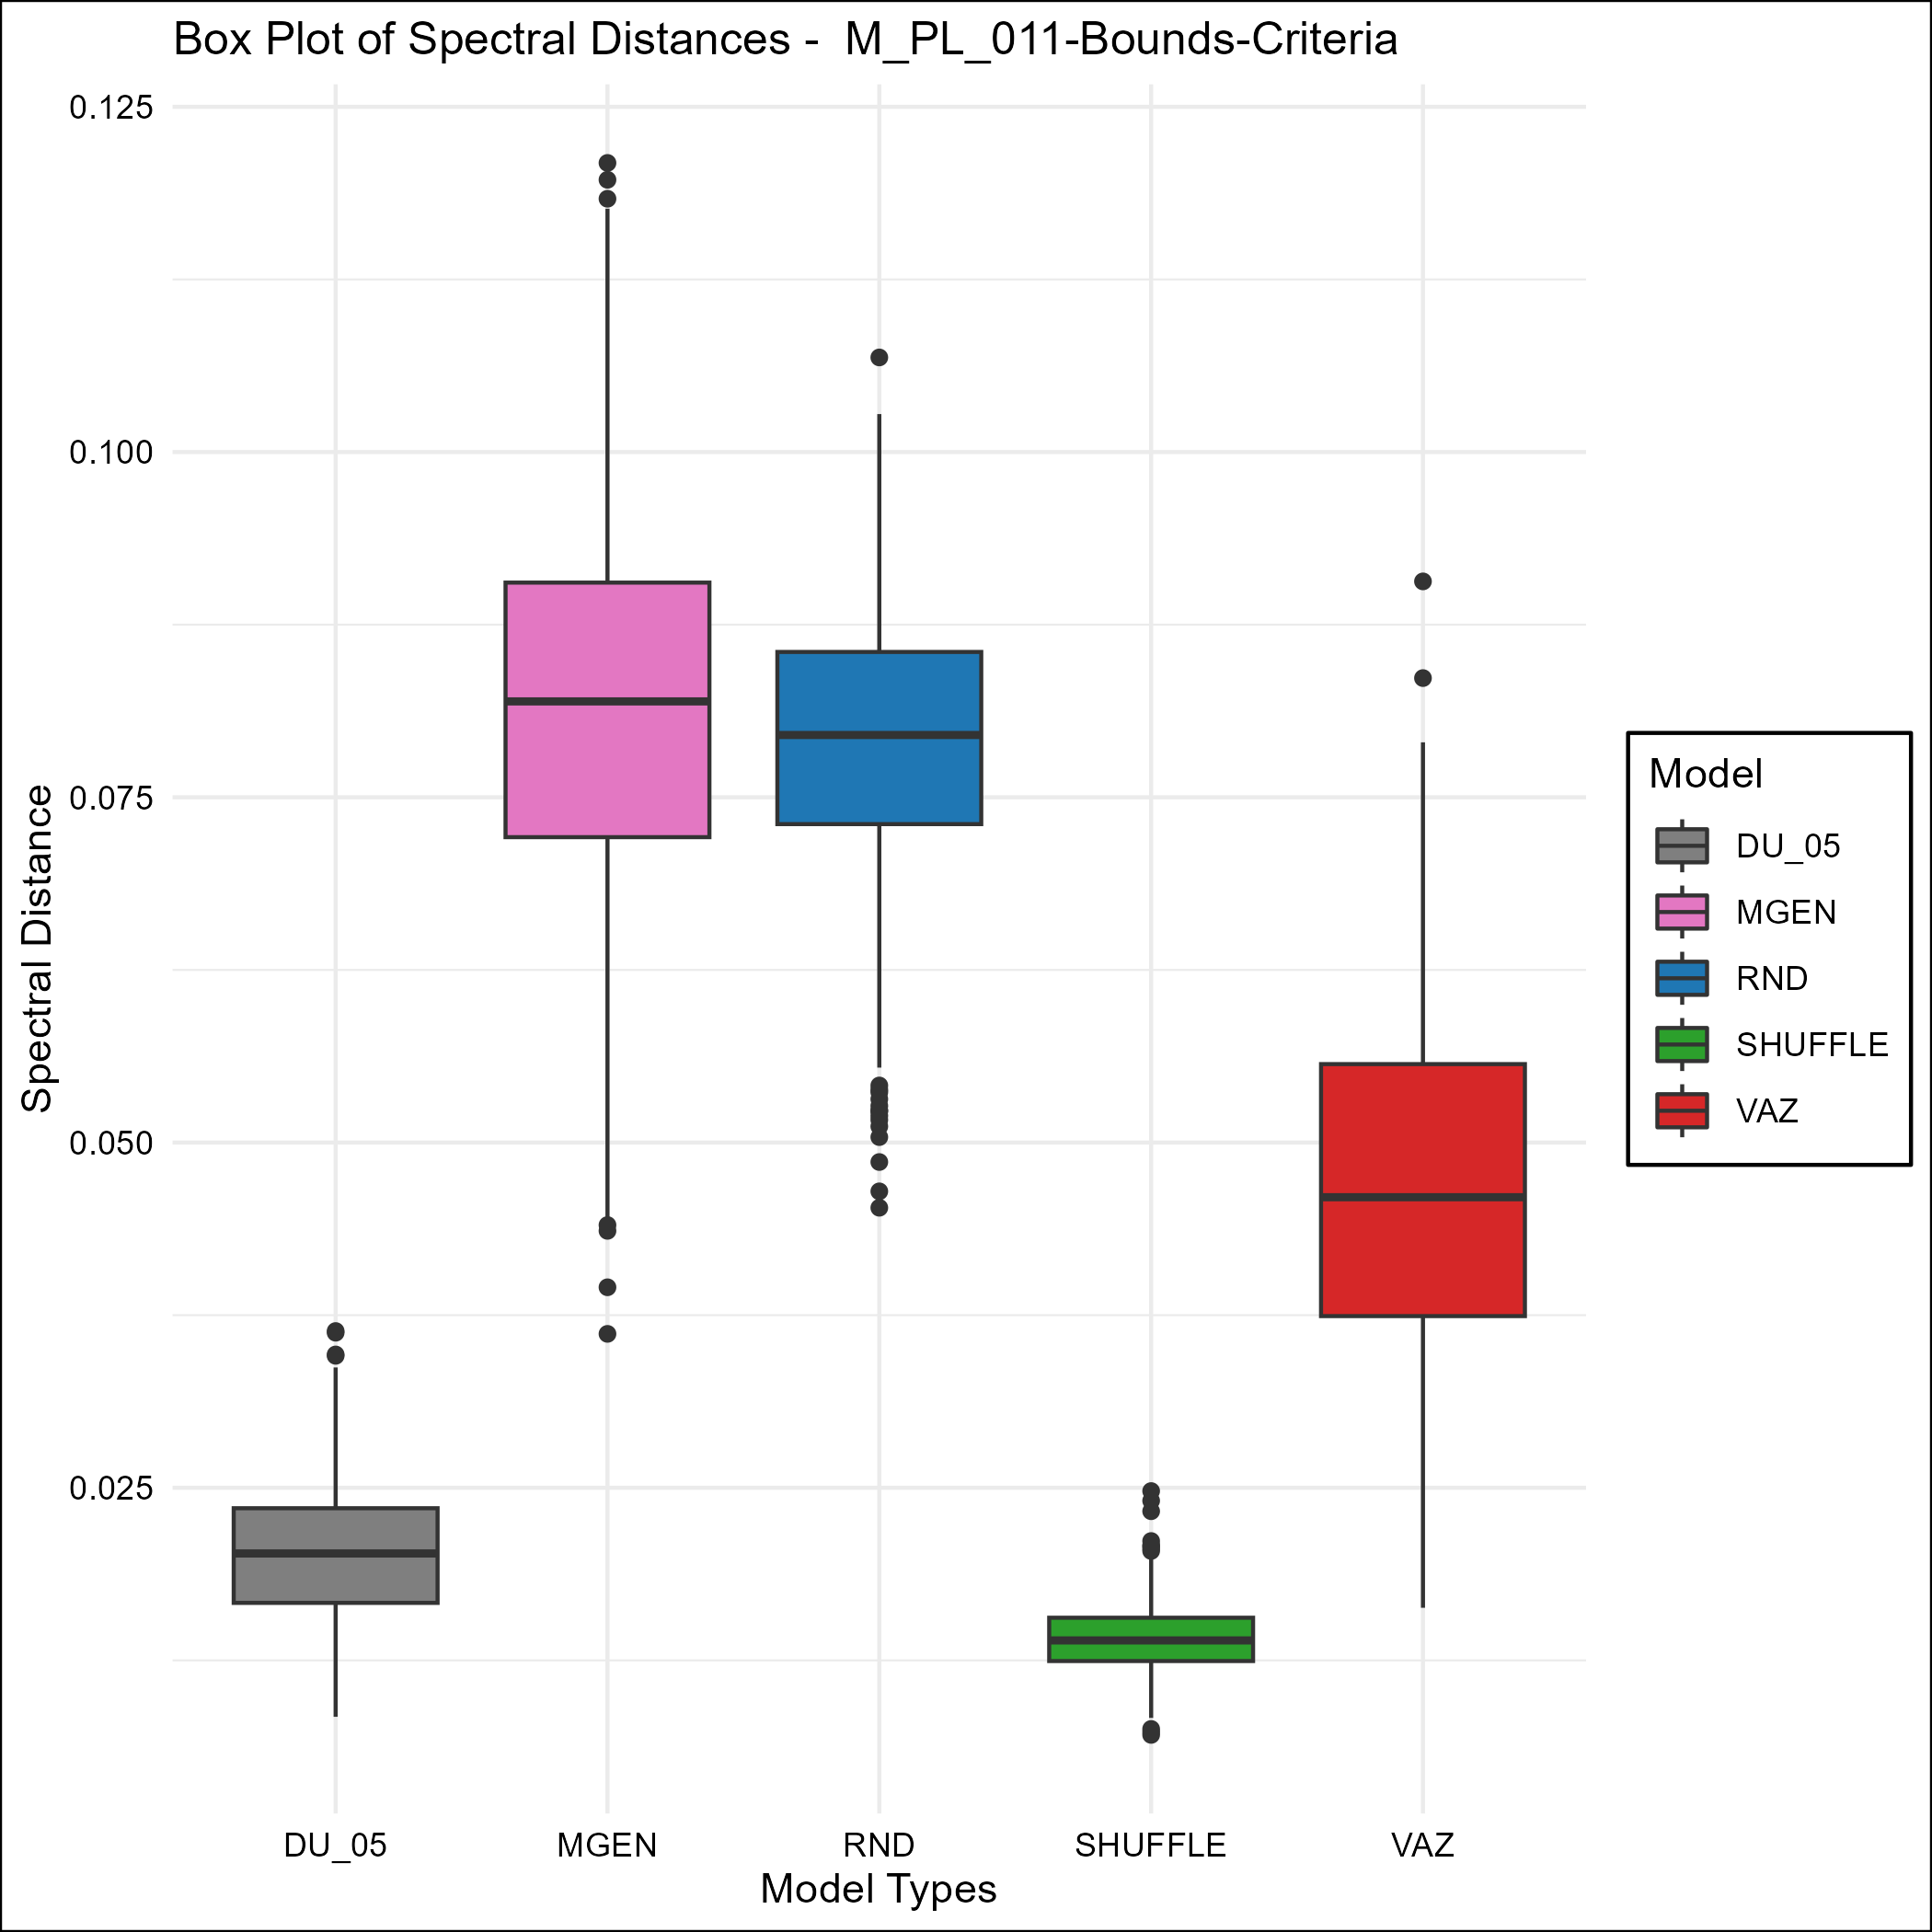 Box Plot of Spectral Distances -  M_PL_011-Bounds-Criteria
0.125
0.100
0.075
0.050
0.025
Spectral Distance
DU_05
MGEN
RND
SHUFFLE
VAZ
Model Types
Model
DU_05
MGEN
RND
SHUFFLE
VAZ